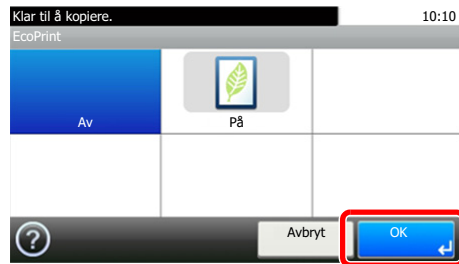 Klar til å kopiere.
10:10
EcoPrint
Av
På
?
Avbryt
OK